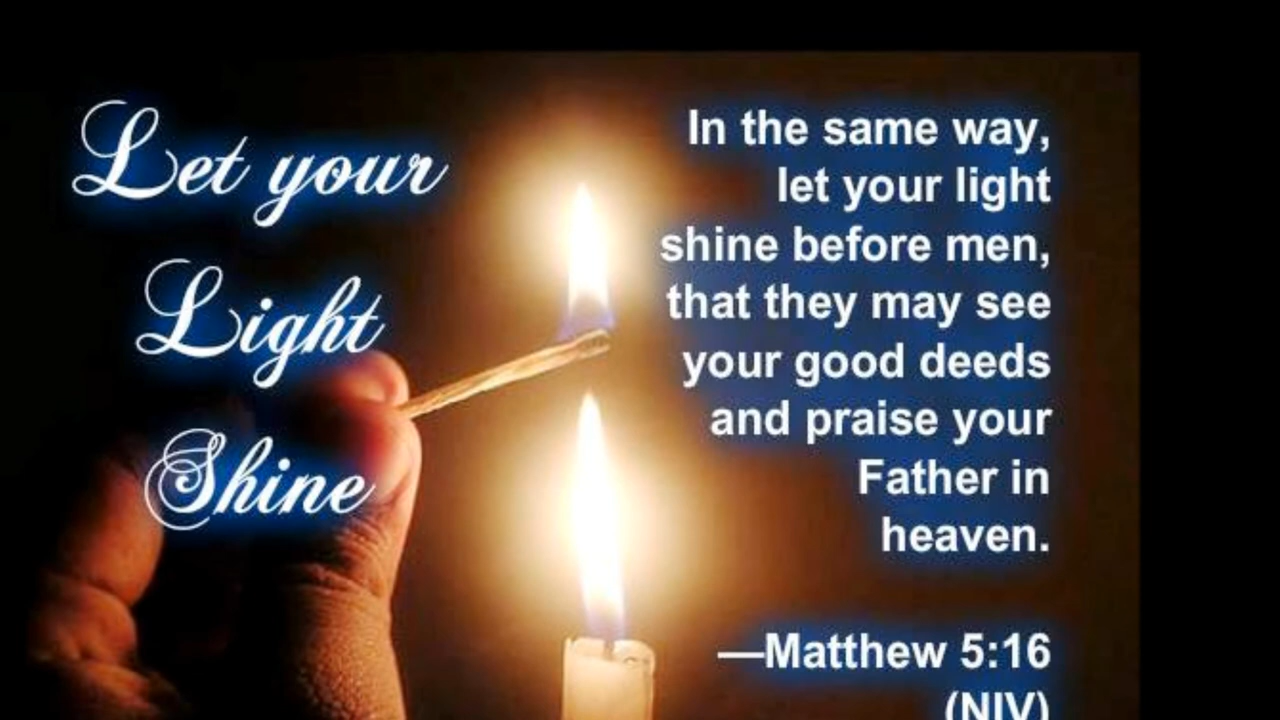 Let your
Light
Shine
In the same way,
let your light
shine before men,
that they may see
your good deeds
and praise your
Father in
heaven.
—Matthew 5:16
(NIV)